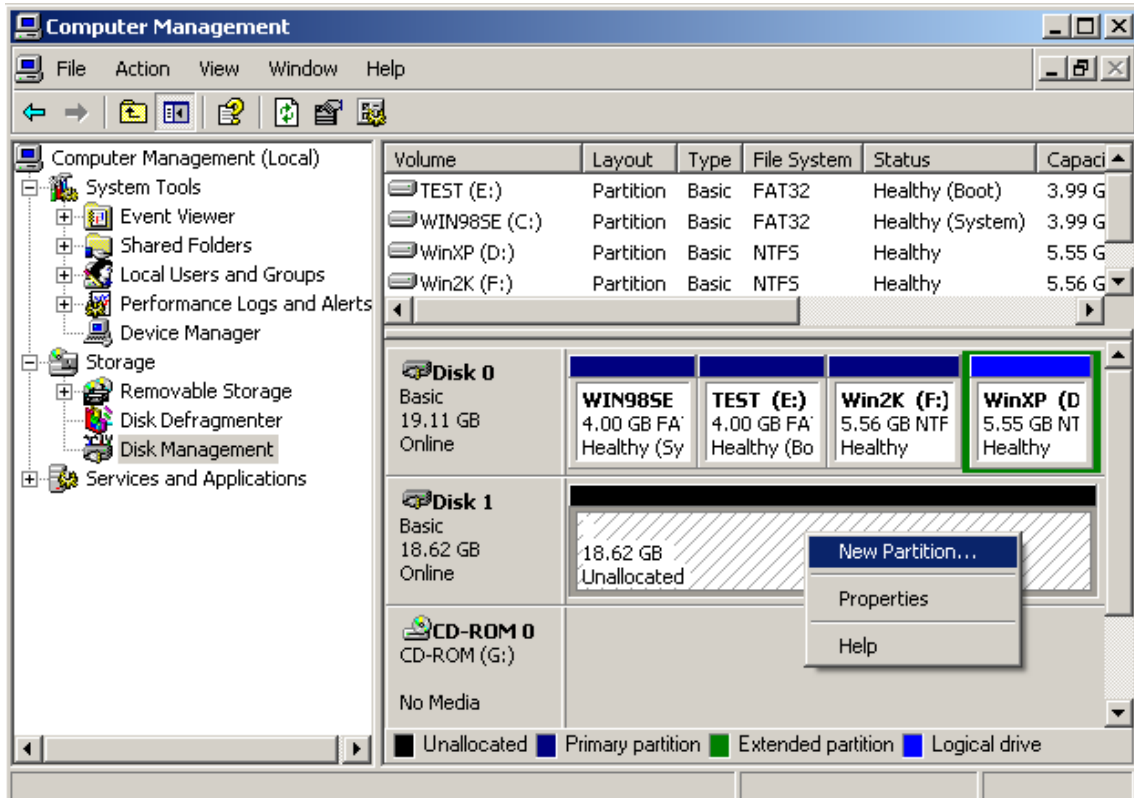 Computer Management
File Action View Window Help
Computer Management (Local)
System Tools
Event Viewer
Shared Folders
Local Users and Groups
Performance Logs and Alerts
Device Manager
Storage
Removable Storage
Disk Defragmenter
Disk Management
Services and Applications
Volume Layout Type File System Status Capaci
TEST (E:) Partition Basic FAT32 Healthy (Boot) 3.99 G
WIN98SE (C:) Partition Basic FAT32 Healthy (System) 3.99 G
WinXP (D:) Partition Basic NTFS Healthy 5.55 G
Win2K (F:) Partition Basic NTFS Healthy 5.56 G
Disk 0
Basic
19.11 GB
Online
WIN98SE
4.00 GB FA
Healthy (Sy
TEST (E:)
4.00 GB FA
Healthy (Bo
Win2K (F:)
5.56 GB NTF
Healthy
WinXP (D
5.55 GB NT
Healthy
Disk 1
Basic
18.62 GB
Online
18.62 GB
Unallocated
New Partition...
Properties
Help
CD-ROM 0
CD-ROM (G:)
No Media
Unallocated Primary partition Extended partition Logical drive